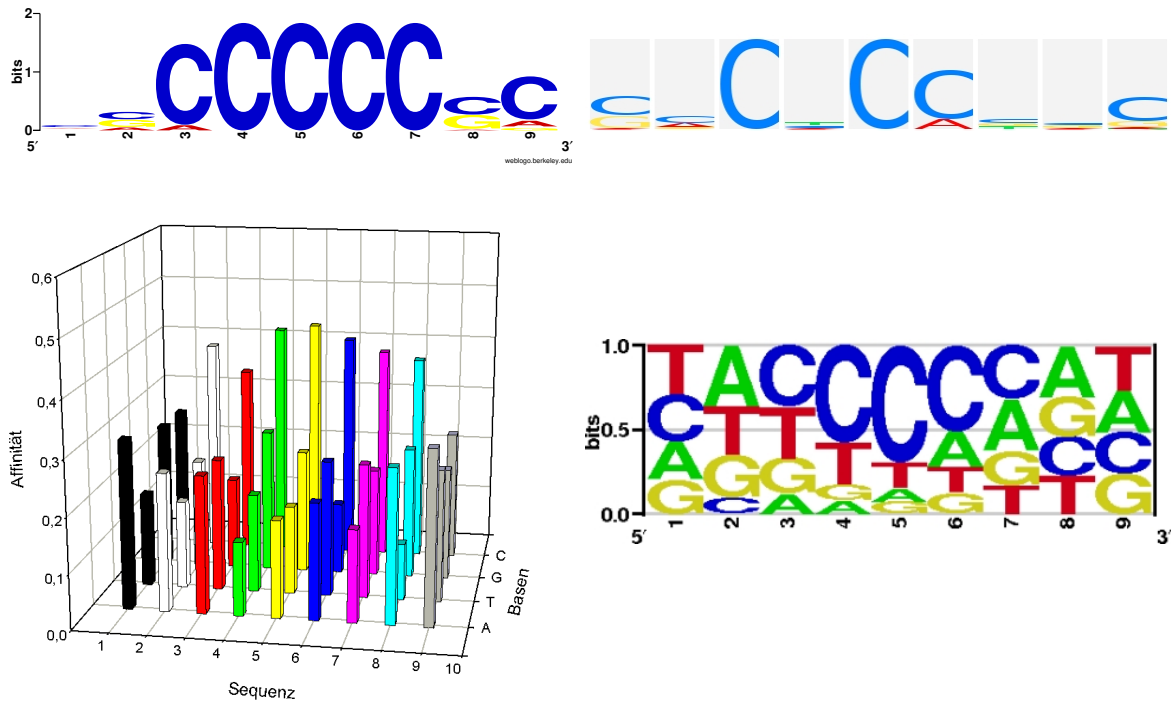 2
bits
1
0
C C C C C C C C
G G A A
1 2 3 4 5 6 7 8 9
5′ 3′
weblogo.berkeley.edu
C C C C C C C
G A A
0,6
0,5
0,4
0,3
0,2
0,1
0,0
Affinität
1 2 3 4 5 6 7 8 9 10
Sequenz
C
G
T
A
Basen
1.0
bits
0.5
0.0
T A C C C C C A T
C T T T T A A G A
A G G G A T G C C
G C A A G G T T G
1 2 3 4 5 6 7 8 9
5′ 3′